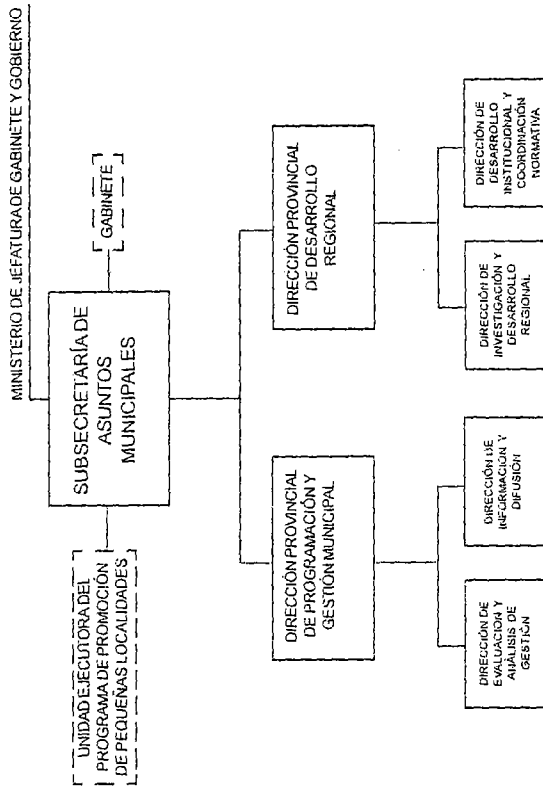 MINISTERIO DE JEFATURA DE GABINETE Y GOBIERNO
SUBSECRETARÍA DE
ASUNTOS
MUNICIPALES
GABINETE
UNIDAD EJECUTORA DEL
PROGRAMA DE PROMOCIÓN
DE PEQUEÑAS LOCALIDADES
DIRECCIÓN PROVINCIAL
DE PROGRAMACIÓN Y
GESTIÓN MUNICIPAL
DIRECCIÓN PROVINCIAL
DE DESARROLLO
REGIONAL
DIRECCIÓN DE
EVALUACIÓN Y
ANÁLISIS DE
GESTIÓN
DIRECCIÓN DE
INFORMACIÓN Y
DIFUSIÓN
DIRECCIÓN DE
INVESTIGACIÓN Y
DESARROLLO
REGIONAL
DIRECCIÓN DE
DESARROLLO
INSTITUCIONAL Y
COORDINACIÓN
NORMATIVA